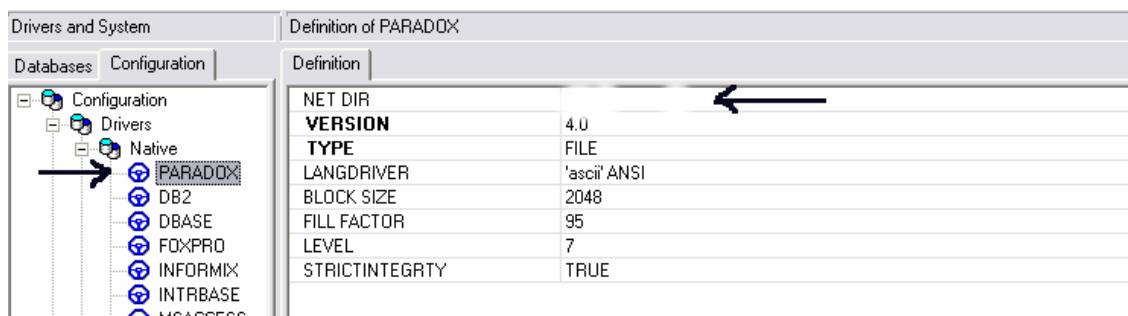 Drivers and System
Definition of PARADOX
Databases Configuration
Definition
Configuration
Drivers
Native
PARADOX
DB2
DBASE
FOXPRO
INFORMIX
INTRBASE
MSACCESS
NET DIR
VERSION 4.0
TYPE FILE
LANGDRIVER 'ascii' ANSI
BLOCK SIZE 2048
FILL FACTOR 95
LEVEL 7
STRICTINTEGRTY TRUE